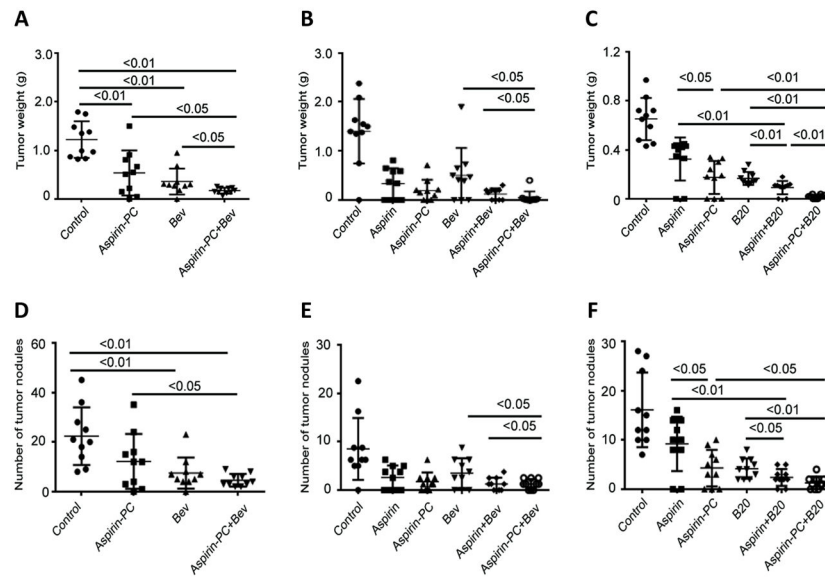 A
Tumor weight (g)
3.0
2.0
1.0
0.0
<0.01
<0.01
<0.01
<0.05
<0.05
Control
Aspirin-PC
Bev
Aspirin-PC+Bev
B
Tumor weight (g)
3.0
2.0
1.0
0.0
<0.05
<0.05
Control
Aspirin
Aspirin-PC
Bev
Aspirin+Bev
Aspirin-PC+Bev
C
Tumor weight (g)
1.2
0.8
0.4
0
<0.05
<0.01
<0.01
<0.01
<0.01
<0.01
Control
Aspirin
Aspirin-PC
B20
Aspirin+B20
Aspirin-PC+B20
D
Number of tumor nodules
60
40
20
0
<0.01
<0.01
<0.05
Control
Aspirin-PC
Bev
Aspirin-PC+Bev
E
Number of tumor nodules
30
20
10
0
<0.05
<0.05
Control
Aspirin
Aspirin-PC
Bev
Aspirin+Bev
Aspirin-PC+Bev
F
Number of tumor nodules
30
20
10
0
<0.05
<0.05
<0.01
<0.01
<0.05
Control
Aspirin
Aspirin-PC
B20
Aspirin+B20
Aspirin-PC+B20